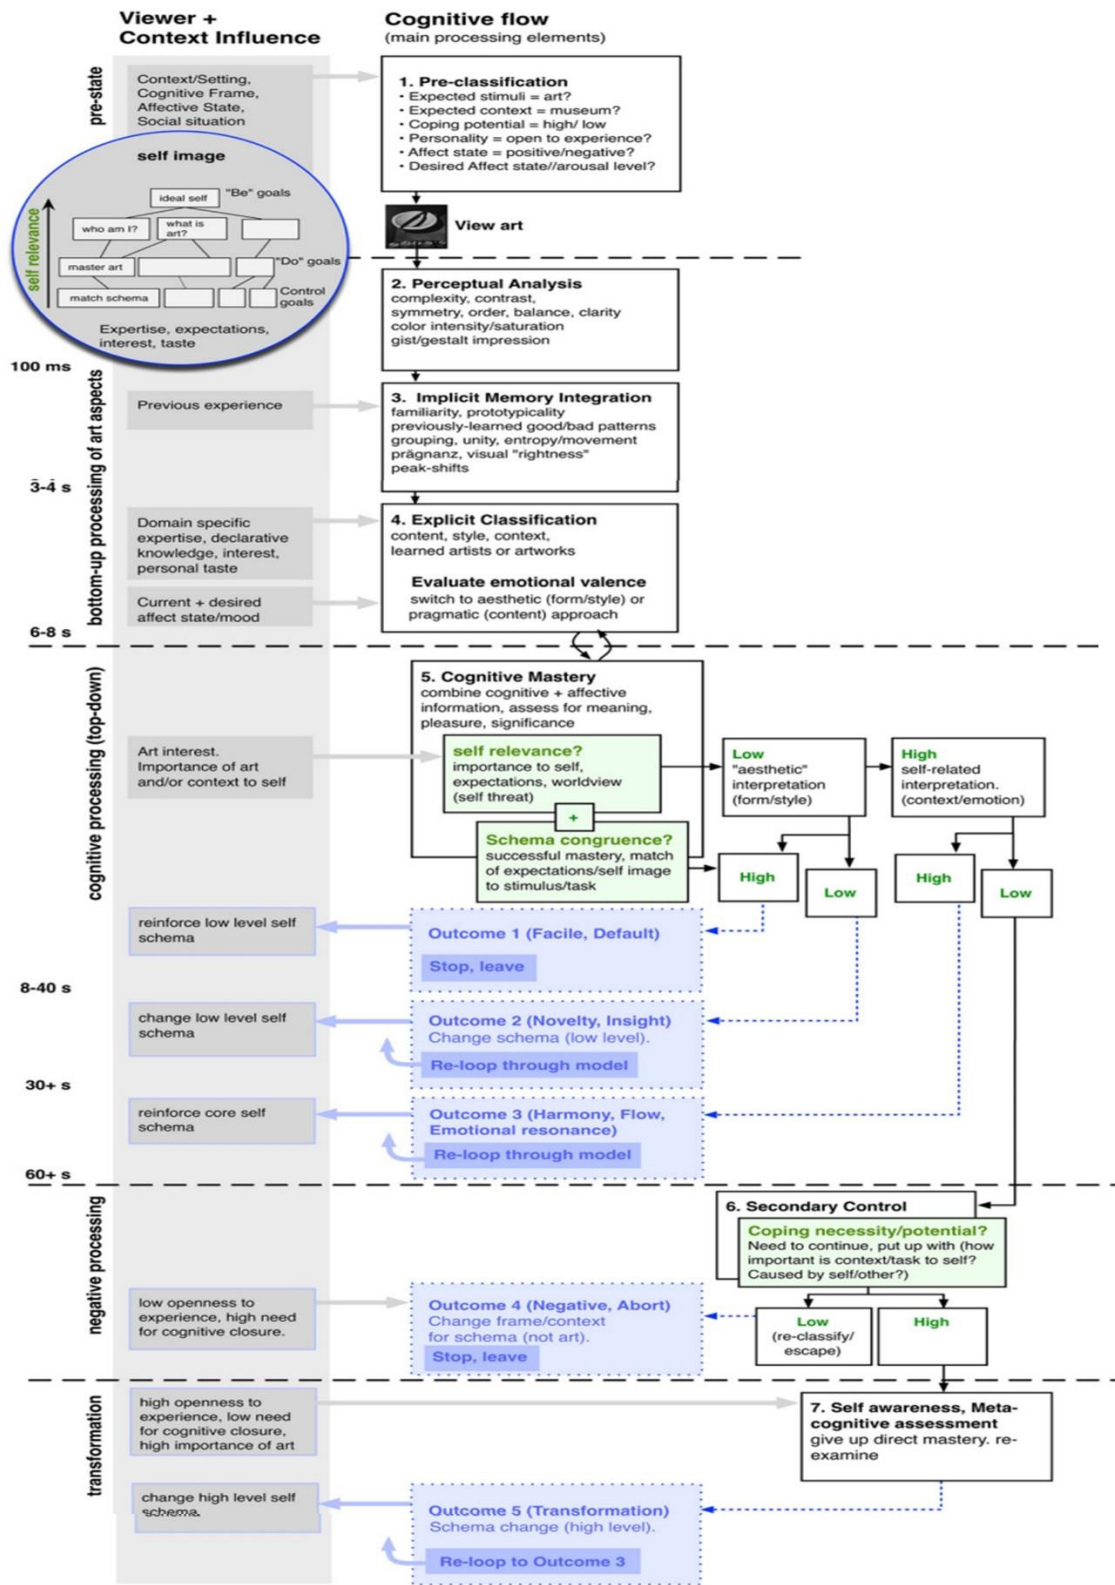 Viewer +
Context Influence
Cognitive flow
(main processing elements)
pre-state
Context/Setting,
Cognitive Frame,
Affective State,
Social situation
1. Pre-classification
• Expected stimuli = art?
• Expected context = museum?
• Coping potential = high/ low
• Personality = open to experience?
• Affect state = positive/negative?
• Desired Affect state//arousal level?
View art
self image
self relevance
ideal self
"Be" goals
who am I?
what is
art?
master art
"Do" goals
match schema
Control
goals
Expertise, expectations,
interest, taste
2. Perceptual Analysis
complexity, contrast,
symmetry, order, balance, clarity
color intensity/saturation
gist/gestalt impression
100 ms
bottom-up processing of art aspects
Previous experience
3. Implicit Memory Integration
familiarity, prototypicality
previously-learned good/bad patterns
grouping, unity, entropy/movement
prägnanz, visual "rightness"
peak-shifts
3-4 s
Domain specific
expertise, declarative
knowledge, interest,
personal taste
4. Explicit Classification
content, style, context,
learned artists or artworks
Evaluate emotional valence
switch to aesthetic (form/style) or
pragmatic (content) approach
Current + desired
affect state/mood
6-8 s
cognitive processing (top-down)
5. Cognitive Mastery
combine cognitive + affective
information, assess for meaning,
pleasure, significance
Art interest.
Importance of art
and/or context to self
self relevance?
importance to self,
expectations, worldview
(self threat)
+
Schema congruence?
successful mastery, match
of expectations/self image
to stimulus/task
Low
"aesthetic"
interpretation
(form/style)
High
self-related
interpretation.
(context/emotion)
High
Low
High
Low
reinforce low level self
schema
Outcome 1 (Facile, Default)
Stop, leave
8-40 s
change low level self
schema
Outcome 2 (Novelty, Insight)
Change schema (low level).
Re-loop through model
30+ s
reinforce core self
schema
Outcome 3 (Harmony, Flow,
Emotional resonance)
Re-loop through model
60+ s
negative processing
6. Secondary Control
Coping necessity/potential?
Need to continue, put up with (how
important is context/task to self?
Caused by self/other?)
low openness to
experience, high need
for cognitive closure.
Outcome 4 (Negative, Abort)
Change frame/context
for schema (not art).
Stop, leave
Low
(re-classify/
escape)
High
transformation
high openness to
experience, low need
for cognitive closure,
high importance of art
7. Self awareness, Meta-
cognitive assessment
give up direct mastery. re-
examine
change high level self
schema.
Outcome 5 (Transformation)
Schema change (high level).
Re-loop to Outcome 3